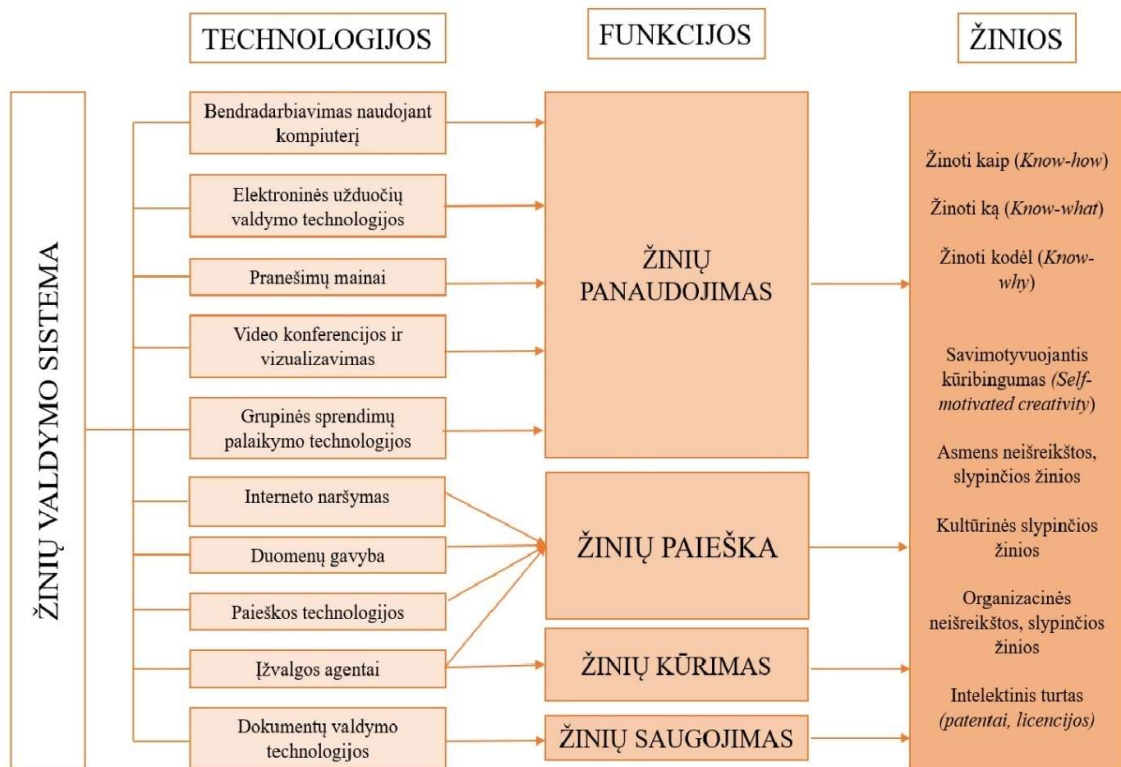 TECHNOLOGIJOS
FUNKCIJOS
ŽINIOS
ŽINIŲ VALDYMO SISTEMA
Bendradarbiavimas naudojant
kompiuterį
Elektroninės užduočių
valdymo technologijos
Pranešimų mainai
Video konferencijos ir
vizualizavimas
Grupinės sprendimų
palaikymo technologijos
Interneto naršymas
Duomenų gavyba
Paieškos technologijos
Įžvalgos agentai
Dokumentų valdymo
technologijos
ŽINIŲ
PANAUDOJIMAS
ŽINIŲ PAIEŠKA
ŽINIŲ KŪRIMAS
ŽINIŲ SAUGOJIMAS
Žinoti kaip (Know-how)
Žinoti ką (Know-what)
Žinoti kodėl (Know-
why)
Savimotyvuojantis
kūribingumas (Self-
motivated creativity)
Asmens neišreikštos,
slypinčios žinios
Kultūrinės slypinčios
žinios
Organizacinės
neišreikštos, slypinčios
žinios
Intelektinis turtas
(patentai, licencijos)